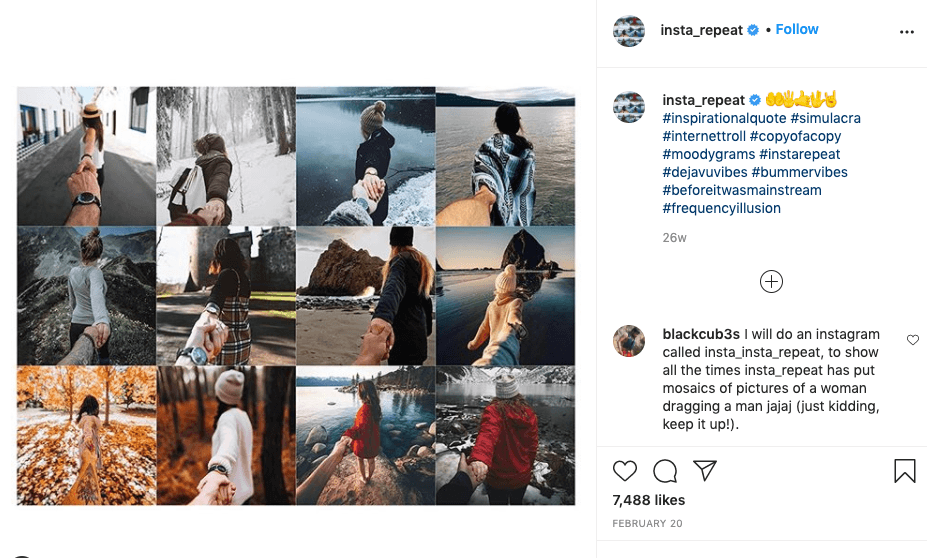 insta_repeat • Follow
insta_repeat 🤲🖐👍🖖🤘
#inspirationalquote #simulacra
#internettroll #copyofacopy
#moodygrams #instarepeat
#dejavuvibes #bummervibes
#beforeitwasmainstream
#frequencyillusion
26w
blackcub3s I will do an instagram
called insta_insta_repeat, to show
all the times insta_repeat has put
mosaics of pictures of a woman
dragging a man jajaj (just kidding,
keep it up!).
7,488 likes
FEBRUARY 20